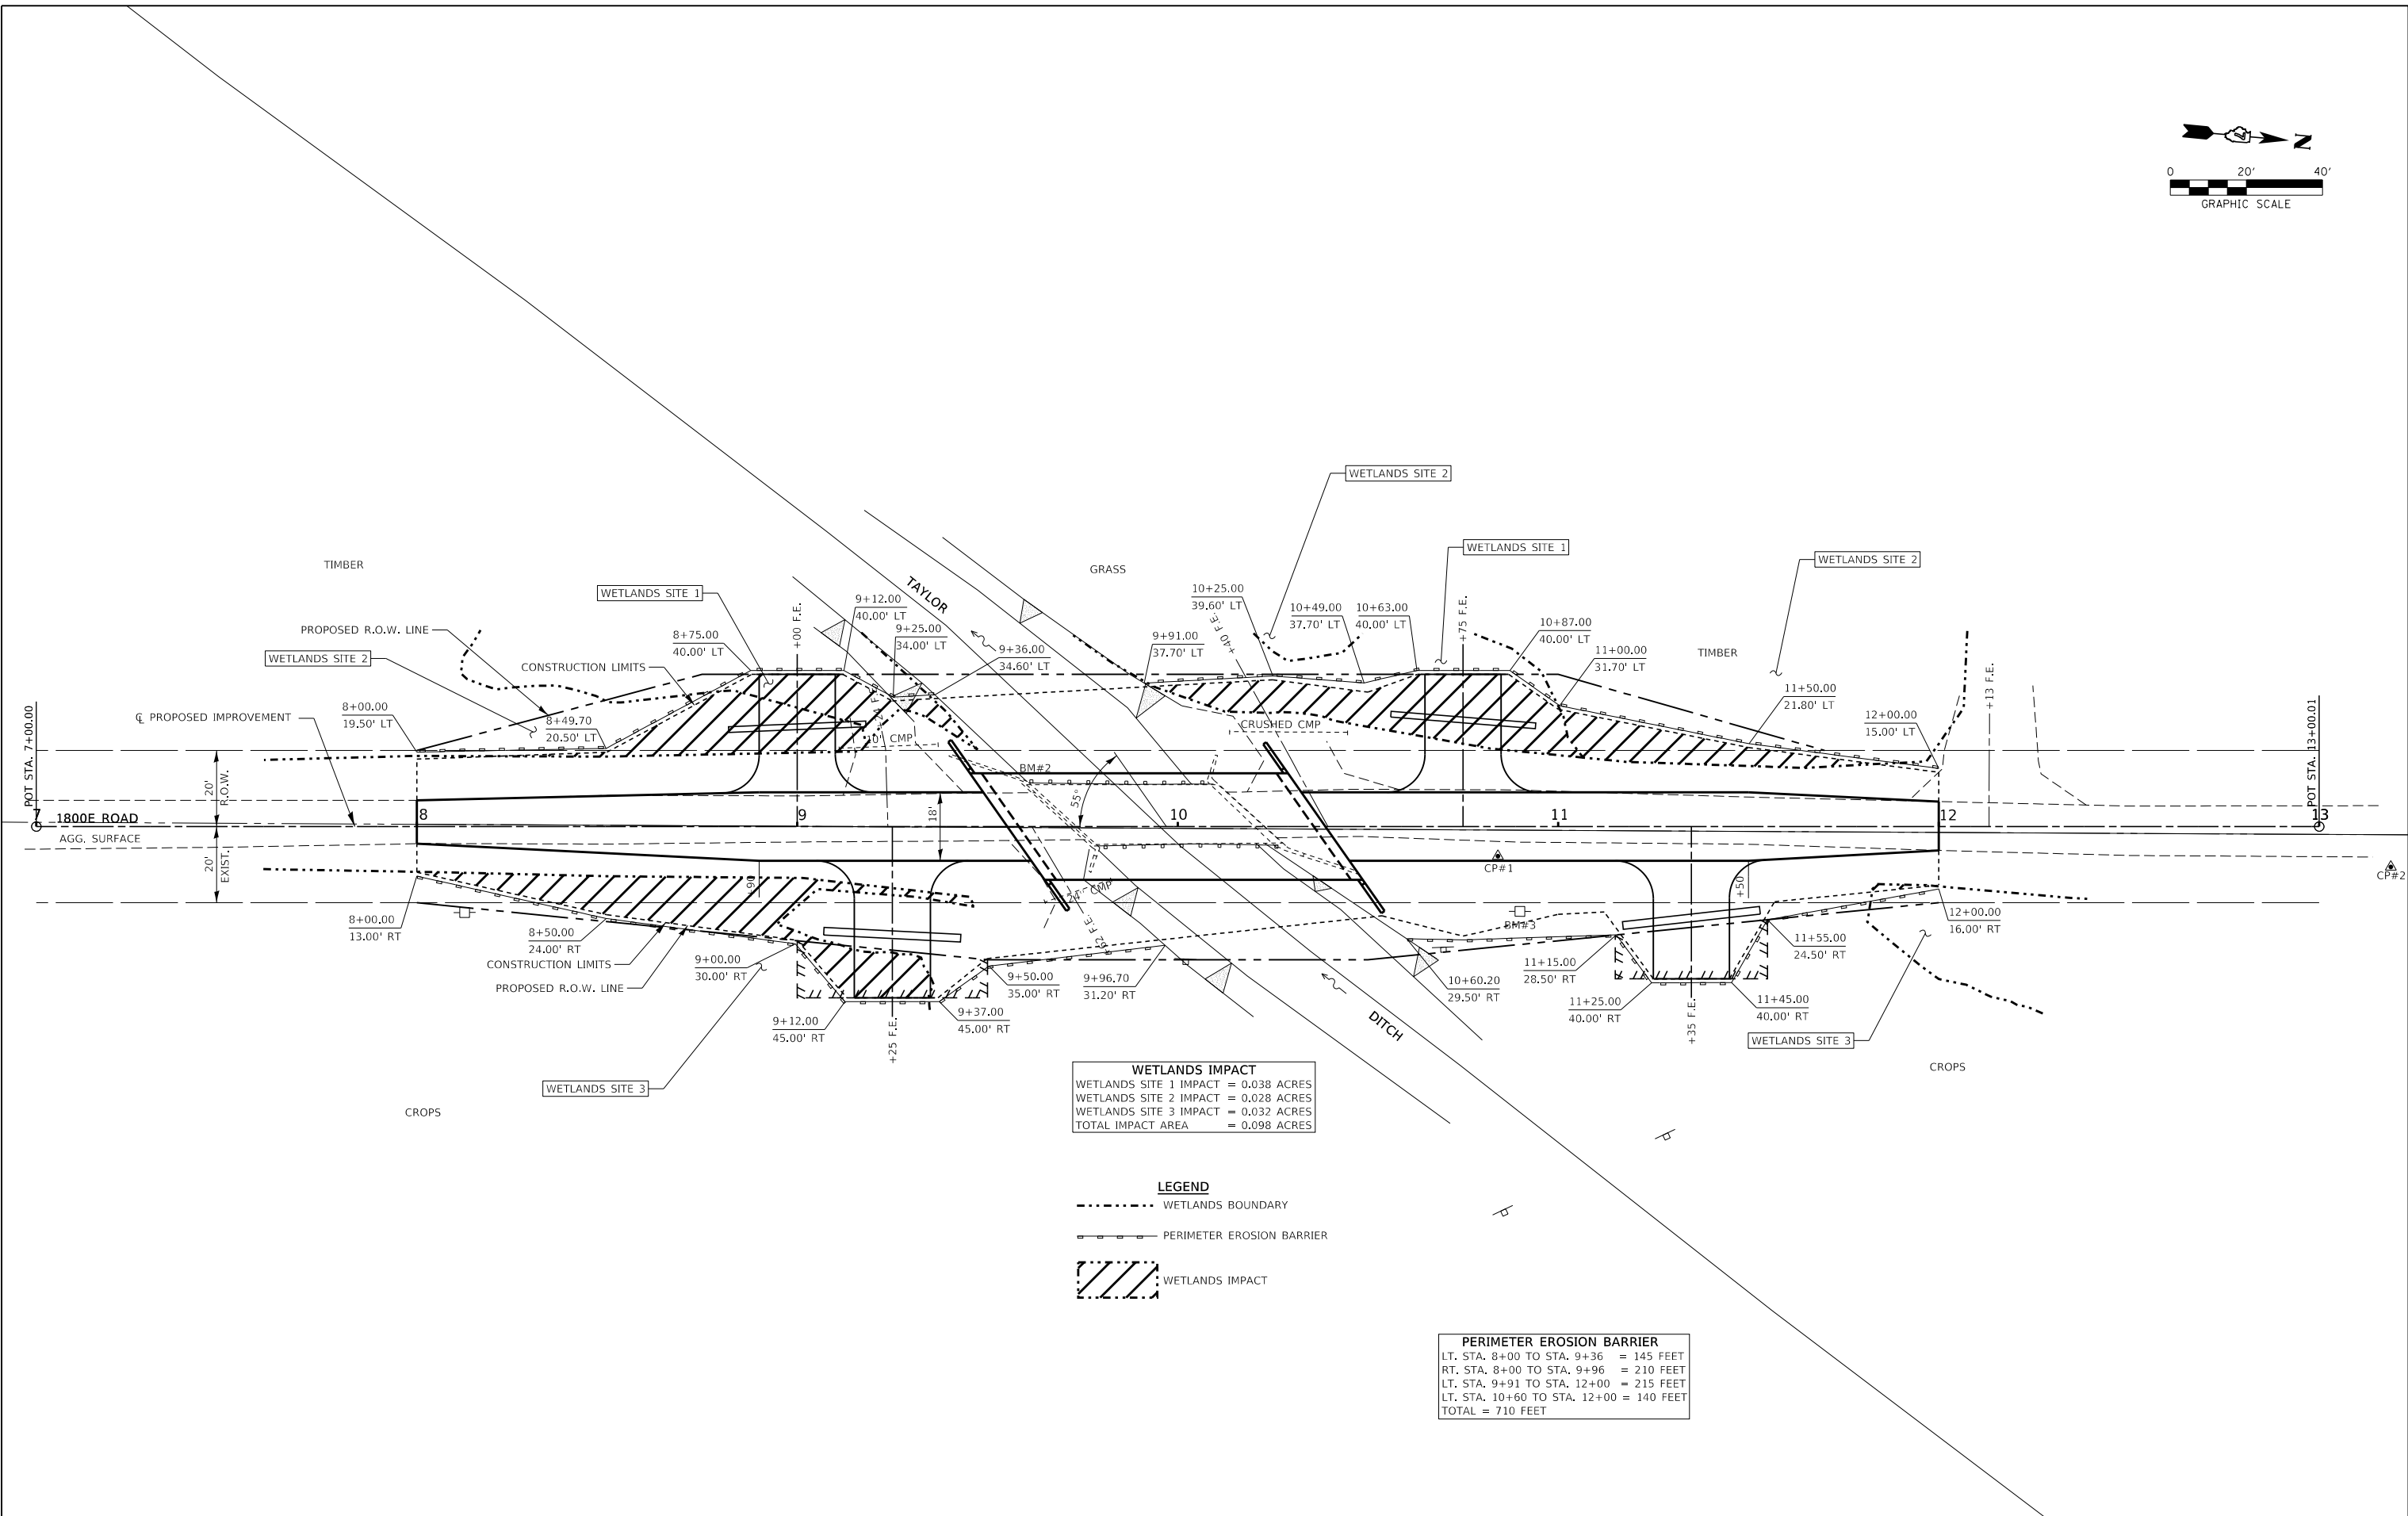 N
0 20' 40'
GRAPHIC SCALE
WETLANDS SITE 2
WETLANDS SITE 1
WETLANDS SITE 2
TIMBER
GRASS
TAYLOR
WETLANDS SITE 1
+00 F.E.
9+12.00
40.00' LT
9+25.00
34.00' LT
9+36.00
34.60' LT
10+25.00
39.60' LT
+40 F.E.
10+49.00
37.70' LT
10+63.00
40.00' LT
+75 F.E.
10+87.00
40.00' LT
9+91.00
37.70' LT
11+00.00
31.70' LT
TIMBER
PROPOSED R.O.W. LINE
8+75.00
40.00' LT
WETLANDS SITE 2
CONSTRUCTION LIMITS
+13 F.E.
11+50.00
21.80' LT
8+00.00
19.50' LT
8+49.70
20.50' LT
12+00.00
15.00' LT
℄ PROPOSED IMPROVEMENT
POT STA. 7+000.00
POT STA. 13+00.01
CMP
CRUSHED CMP
BM#2
20'
R.O.W.
55°
18'
7
1800E ROAD
8
9
10
11
12
13
AGG. SURFACE
20'
EXIST.
CP#1
CP#2
+90
24" CMP
+50
+62 F.E.
BM#3
8+00.00
13.00' RT
8+50.00
24.00' RT
CONSTRUCTION LIMITS
PROPOSED R.O.W. LINE
9+00.00
30.00' RT
9+50.00
35.00' RT
9+96.70
31.20' RT
10+60.20
29.50' RT
11+15.00
28.50' RT
11+55.00
24.50' RT
12+00.00
16.00' RT
9+12.00
45.00' RT
+25 F.E.
9+37.00
45.00' RT
DITCH
11+25.00
40.00' RT
+35 F.E.
11+45.00
40.00' RT
WETLANDS SITE 3
WETLANDS SITE 3
CROPS
CROPS
WETLANDS IMPACT
WETLANDS SITE 1 IMPACT = 0.038 ACRES
WETLANDS SITE 2 IMPACT = 0.028 ACRES
WETLANDS SITE 3 IMPACT = 0.032 ACRES
TOTAL IMPACT AREA = 0.098 ACRES
LEGEND
WETLANDS BOUNDARY
PERIMETER EROSION BARRIER
WETLANDS IMPACT
PERIMETER EROSION BARRIER
LT. STA. 8+00 TO STA. 9+36 = 145 FEET
RT. STA. 8+00 TO STA. 9+96 = 210 FEET
LT. STA. 9+91 TO STA. 12+00 = 215 FEET
LT. STA. 10+60 TO STA. 12+00 = 140 FEET
TOTAL = 710 FEET